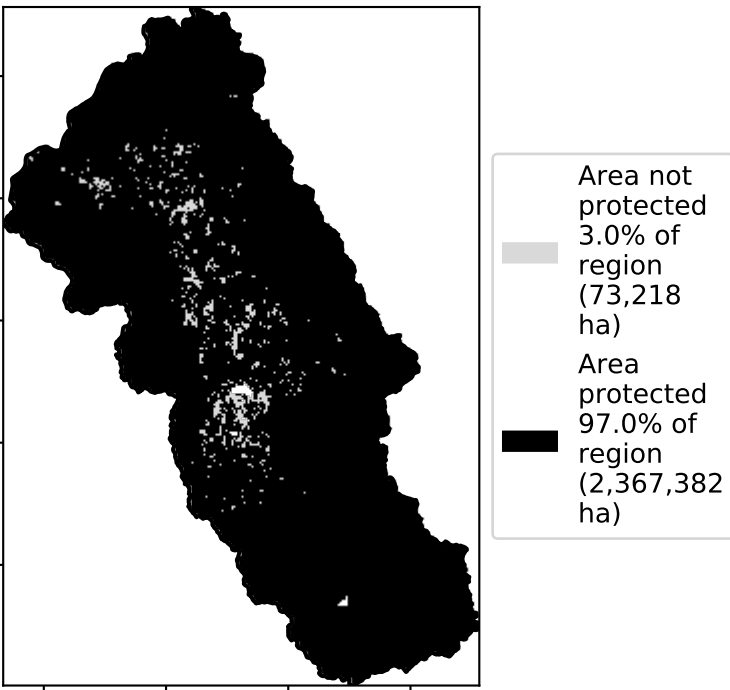 Area not
protected
3.0% of
region
(73,218
ha)
Area
protected
97.0% of
region
(2,367,382
ha)